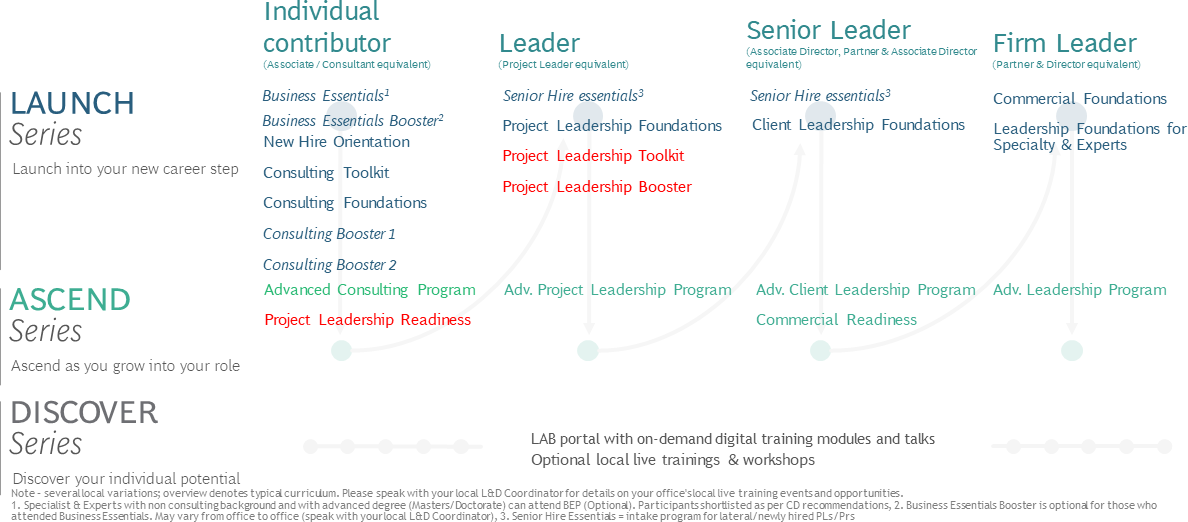 Individual
contributor
(Associate / Consultant equivalent)
Leader
(Project Leader equivalent)
Senior Leader
(Associate Director, Partner & Associate Director
equivalent)
Firm Leader
(Partner & Director equivalent)
LAUNCH
Series
Launch into your new career step
Business Essentials1
Business Essentials Booster2
New Hire Orientation
Consulting Toolkit
Consulting Foundations
Consulting Booster 1
Consulting Booster 2
Senior Hire essentials3
Project Leadership Foundations
Project Leadership Toolkit
Project Leadership Booster
Senior Hire essentials3
Client Leadership Foundations
Commercial Foundations
Leadership Foundations for
Specialty & Experts
ASCEND
Series
Ascend as you grow into your role
Advanced Consulting Program
Project Leadership Readiness
Adv. Project Leadership Program
Adv. Client Leadership Program
Commercial Readiness
Adv. Leadership Program
DISCOVER
Series
Discover your individual potential
LAB portal with on-demand digital training modules and talks
Optional local live trainings & workshops
Note – several local variations; overview denotes typical curriculum. Please speak with your local L&D Coordinator for details on your office's local live training events and opportunities.
1. Specialist & Experts with non consulting background and with advanced degree (Masters/Doctorate) can attend BEP (Optional). Participants shortlisted as per CD recommendations, 2. Business Essentials Booster is optional for those who
attended Business Essentials. May vary from office to office (speak with your local L&D Coordinator), 3. Senior Hire Essentials = intake program for lateral/newly hired PLs/Prs